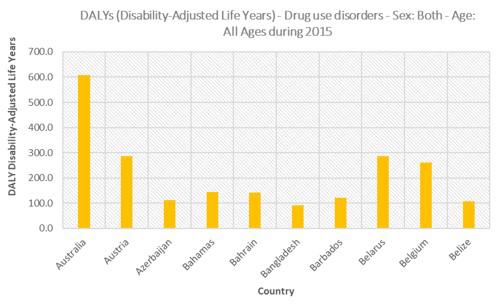 DALYs (Disability-Adjusted Life Years) - Drug use disorders - Sex: Both - Age:
All Ages during 2015
DALY Disability-Adjusted Life Years
700.0
600.0
500.0
400.0
300.0
200.0
100.0
0.0
Australia
Austria
Azerbaijan
Bahamas
Bahrain
Bangladesh
Barbados
Belarus
Belgium
Belize
Country